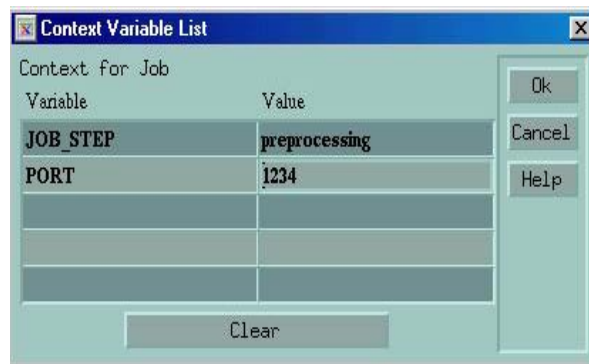 Context Variable List
Context for Job
Variable Value
JOB_STEP preprocessing
PORT 1234
Clear
Ok
Cancel
Help